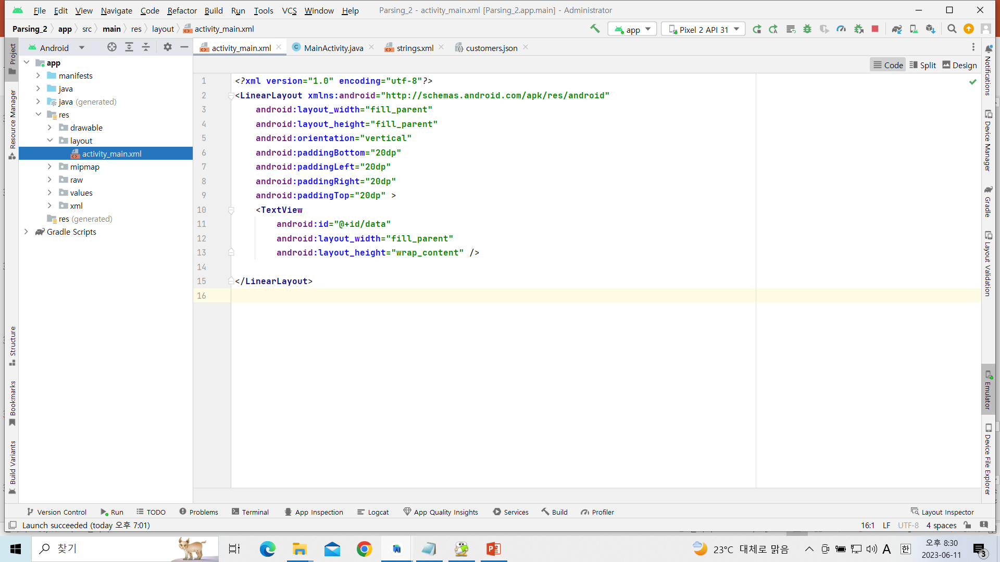 File Edit View Navigate Code Refactor Build Run Tools VCS Window Help Parsing_2 - activity_main.xml [Parsing_2.app.main] - Administrator
Parsing_2 app src main res layout activity_main.xml app Pixel 2 API 31
Android activity_main.xml MainActivity.java strings.xml customers.json
Code Split Design
Project
Resource Manager
Structure
Bookmarks
Build Variants
app
manifests
java
java (generated)
res
drawable
layout
activity_main.xml
mipmap
raw
values
xml
res (generated)
Gradle Scripts
1 <?xml version="1.0" encoding="utf-8"?>
2 <LinearLayout xmlns:android="http://schemas.android.com/apk/res/android"
3 android:layout_width="fill_parent"
4 android:layout_height="fill_parent"
5 android:orientation="vertical"
6 android:paddingBottom="20dp"
7 android:paddingLeft="20dp"
8 android:paddingRight="20dp"
9 android:paddingTop="20dp" >
10 <TextView
11 android:id="@+id/data"
12 android:layout_width="fill_parent"
13 android:layout_height="wrap_content" />
14
15 </LinearLayout>
16
Notifications
Device Manager
Gradle
Layout Validation
Emulator
Device File Explorer
Version Control Run TODO Problems Terminal App Inspection Logcat App Quality Insights Services Build Profiler Layout Inspector
Launch succeeded (today 오후 7:01) 16:1 LF UTF-8 4 spaces
찾기 23°C 대체로 맑음 A 한 오후 8:30
2023-06-11 3